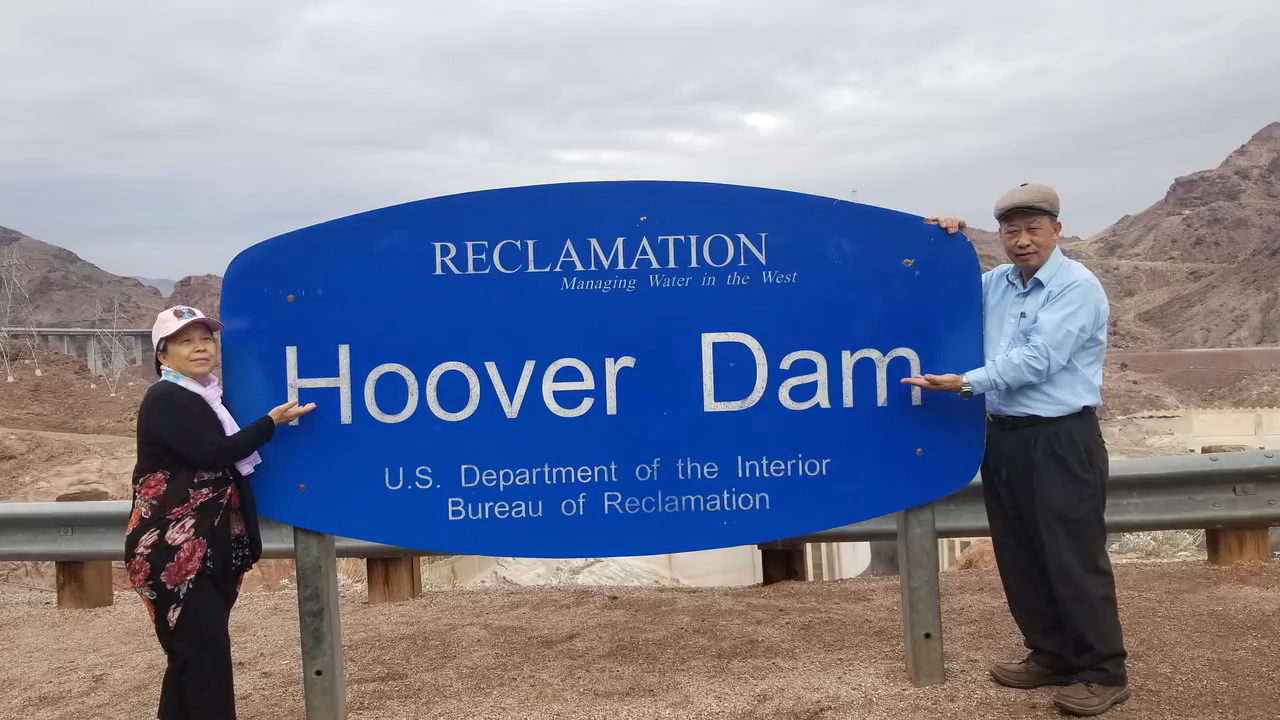 RECLAMATION
Managing Water in the West
Hoover Dam
U.S. Department of the Interior
Bureau of Reclamation